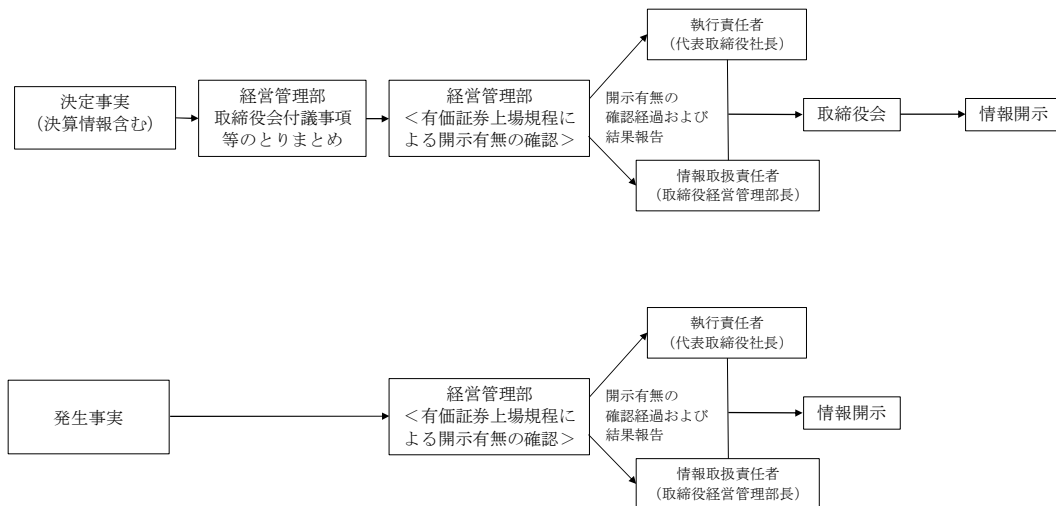 執行責任者
（代表取締役社長）
決定事実
（決算情報含む）
経営管理部
取締役会付議事項
等のとりまとめ
経営管理部
＜有価証券上場規程に
よる開示有無の確認＞
開示有無の
確認経過および
結果報告
取締役会
情報開示
情報取扱責任者
（取締役経営管理部長）
執行責任者
（代表取締役社長）
発生事実
経営管理部
＜有価証券上場規程に
よる開示有無の確認＞
開示有無の
確認経過および
結果報告
情報開示
情報取扱責任者
（取締役経営管理部長）